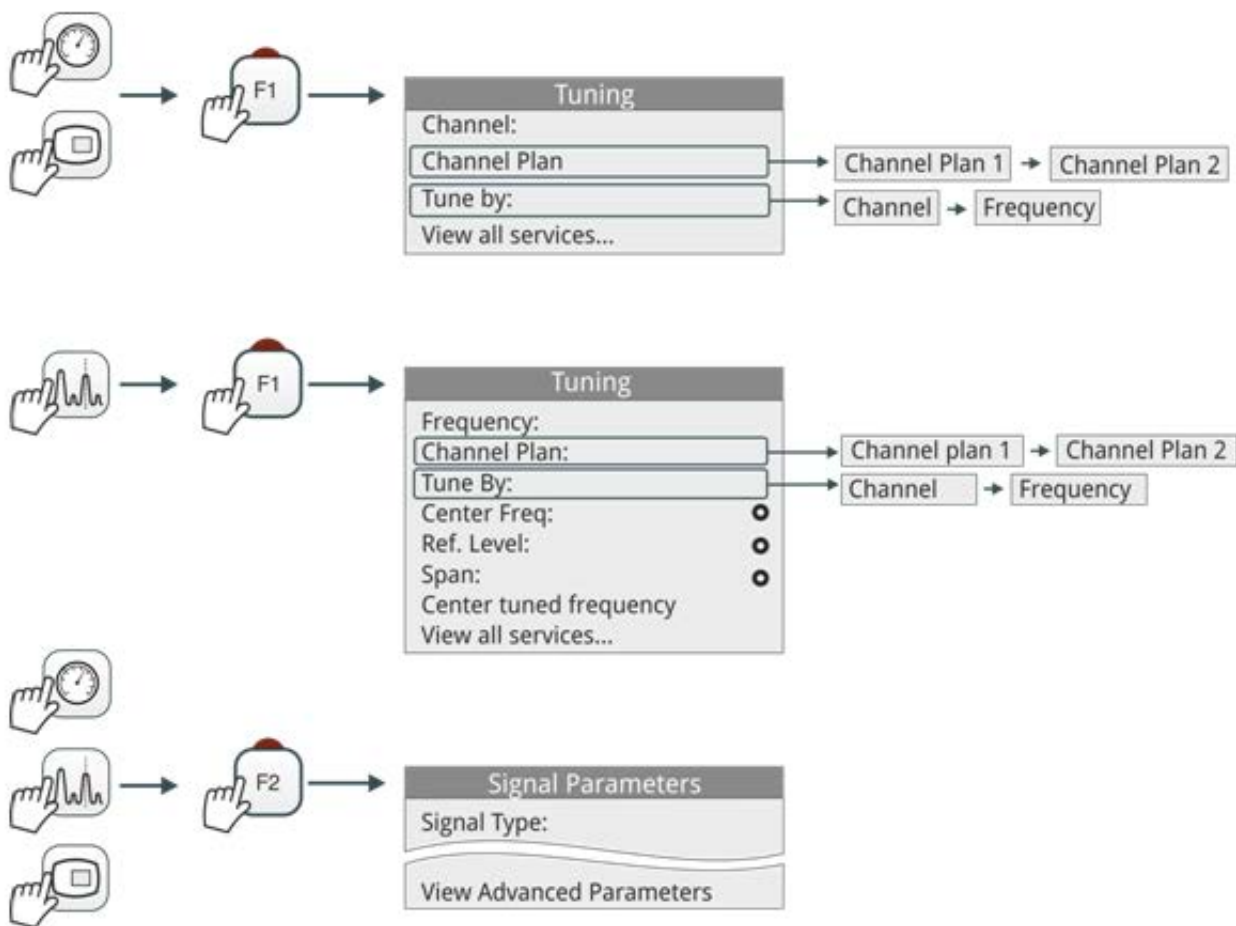 F1
Tuning
Channel:
Channel Plan
Channel Plan 1
Channel Plan 2
Tune by:
Channel
Frequency
View all services...
F1
Tuning
Frequency:
Channel Plan:
Channel plan 1
Channel Plan 2
Tune By:
Channel
Frequency
Center Freq:
Ref. Level:
Span:
Center tuned frequency
View all services...
F2
Signal Parameters
Signal Type:
View Advanced Parameters